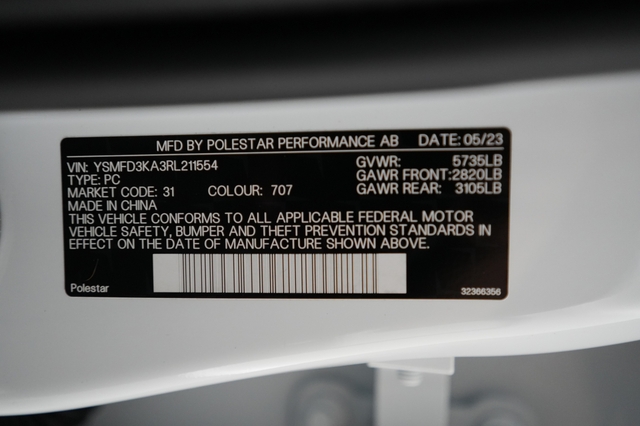 MFD BY POLESTAR PERFORMANCE AB DATE: 05/23
VIN: YSMFD3KA3RL211554 GVWR: 5735LB
TYPE: PC GAWR FRONT: 2820LB
MARKET CODE: 31 COLOUR: 707 GAWR REAR: 3105LB
MADE IN CHINA
THIS VEHICLE CONFORMS TO ALL APPLICABLE FEDERAL MOTOR
VEHICLE SAFETY, BUMPER AND THEFT PREVENTION STANDARDS IN
EFFECT ON THE DATE OF MANUFACTURE SHOWN ABOVE.
Polestar 32366356